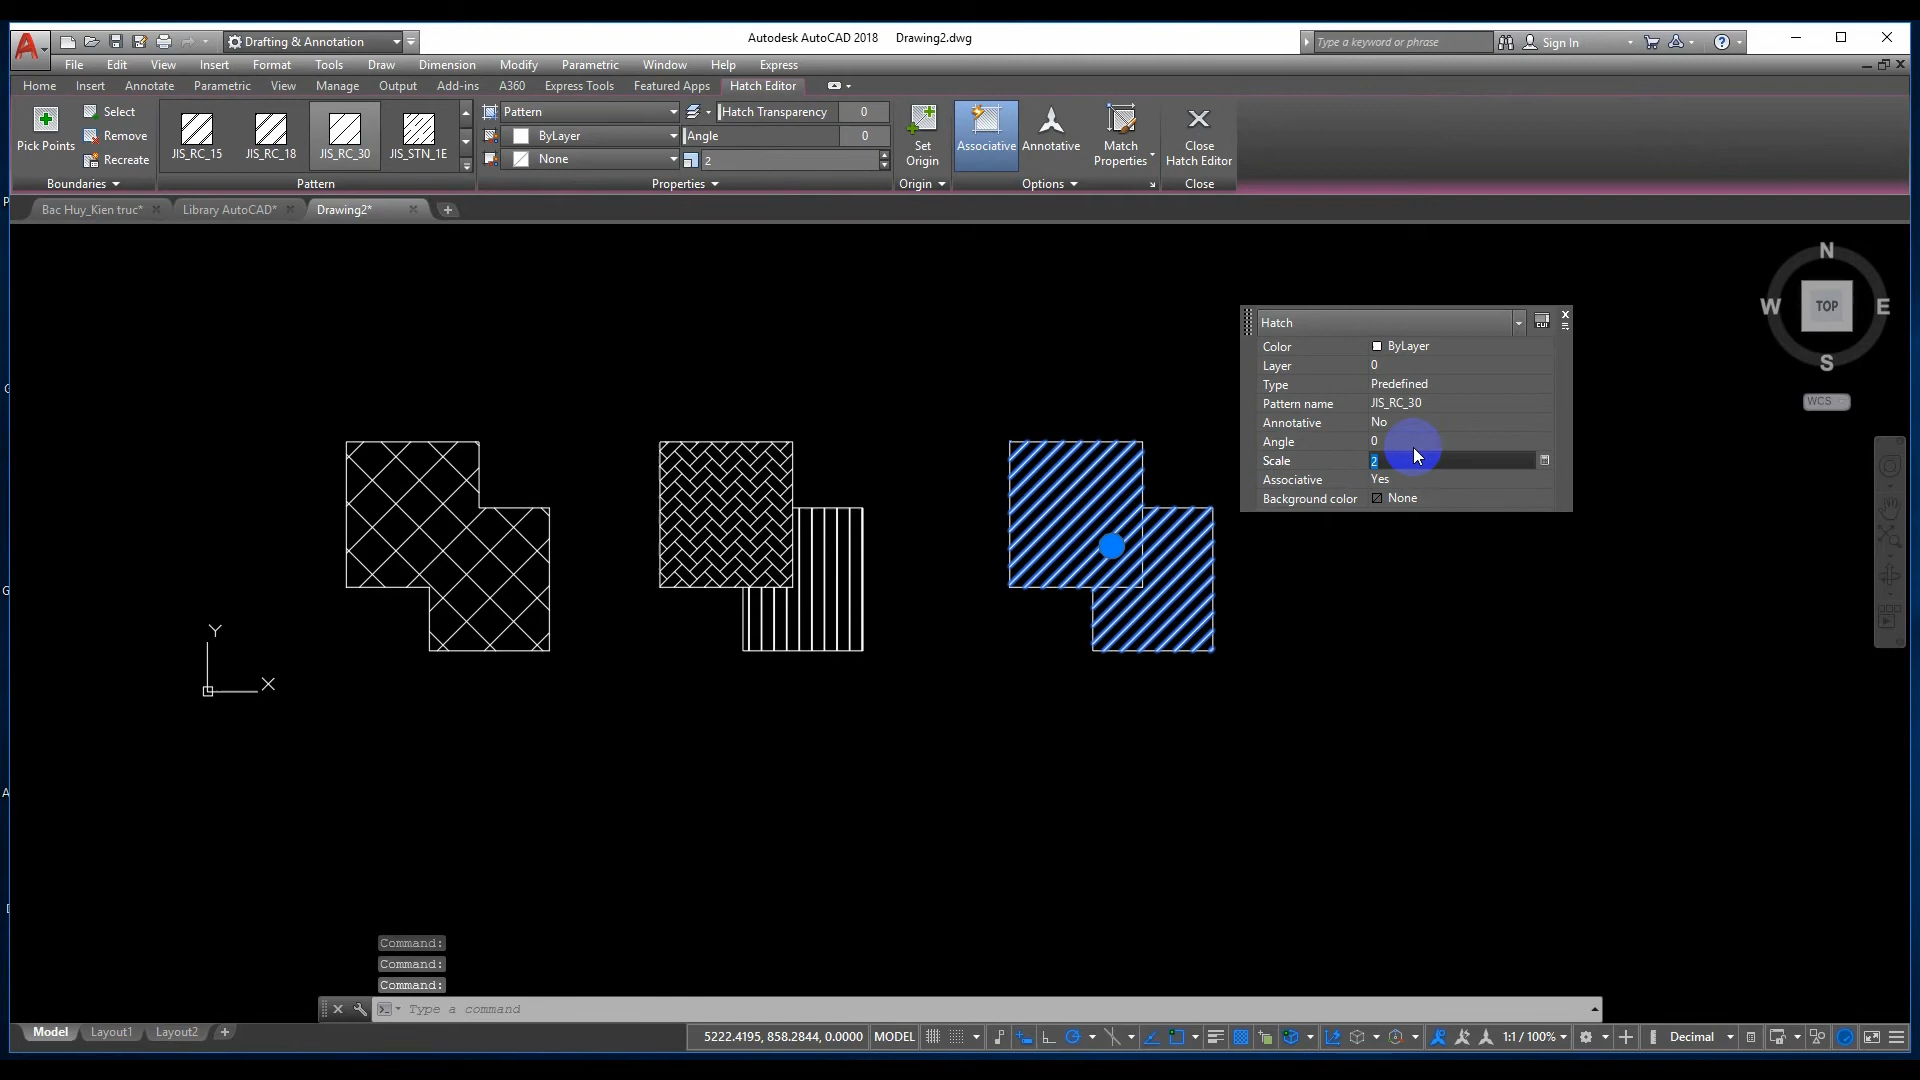 Drafting & Annotation
Autodesk AutoCAD 2018 Drawing2.dwg
Type a keyword or phrase
Sign In
File Edit View Insert Format Tools Draw Dimension Modify Parametric Window Help Express
Home Insert Annotate Parametric View Manage Output Add-ins A360 Express Tools Featured Apps Hatch Editor
Pick Points
Select
Remove
Recreate
Boundaries
JIS_RC_15
JIS_RC_18
JIS_RC_30
JIS_STN_1E
Pattern
Pattern
ByLayer
None
Hatch Transparency 0
Angle 0
2
Properties
Set
Origin
Origin
Associative
Annotative
Match
Properties
Options
Close
Hatch Editor
Close
Bac Huy_Kien truc*
Library AutoCAD*
Drawing2*
N
W TOP E
S
WCS
Hatch
CUI
Color ByLayer
Layer 0
Type Predefined
Pattern name JIS_RC_30
Annotative No
Angle 0
Scale 2
Associative Yes
Background color None
Y
X
Command:
Command:
Command:
Type a command
Model Layout1 Layout2
5222.4195, 858.2844, 0.0000 MODEL
1:1 / 100%
Decimal